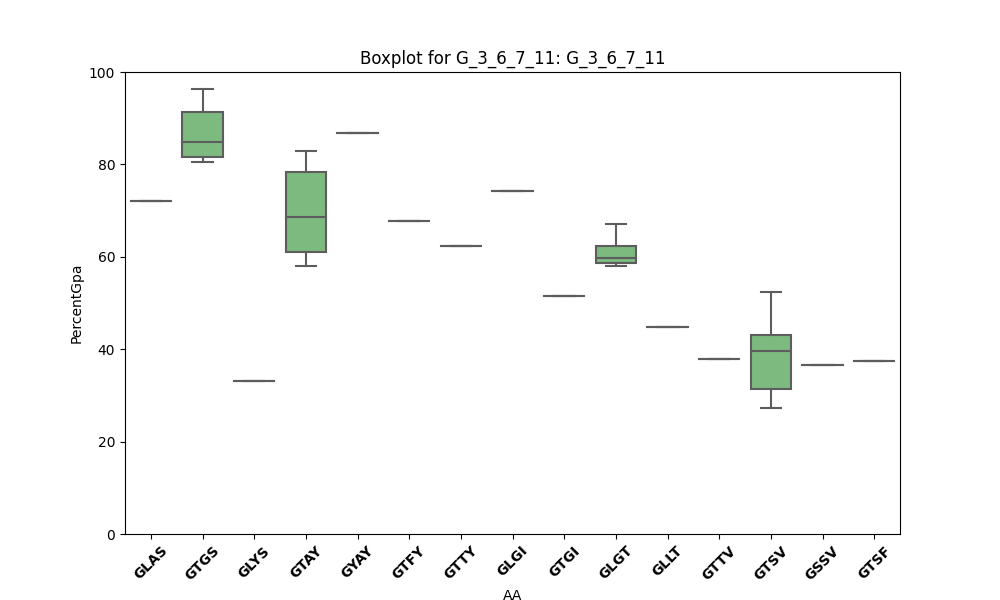 Boxplot for G_3_6_7_11: G_3_6_7_11
100
80
60
40
20
0
PercentGpa
GLAS GTGS GLYS GTAY GYAY GTFY GTTY GLGI GTGI GLGT GLLT GTTV GTSV GSSV GTSF
AA